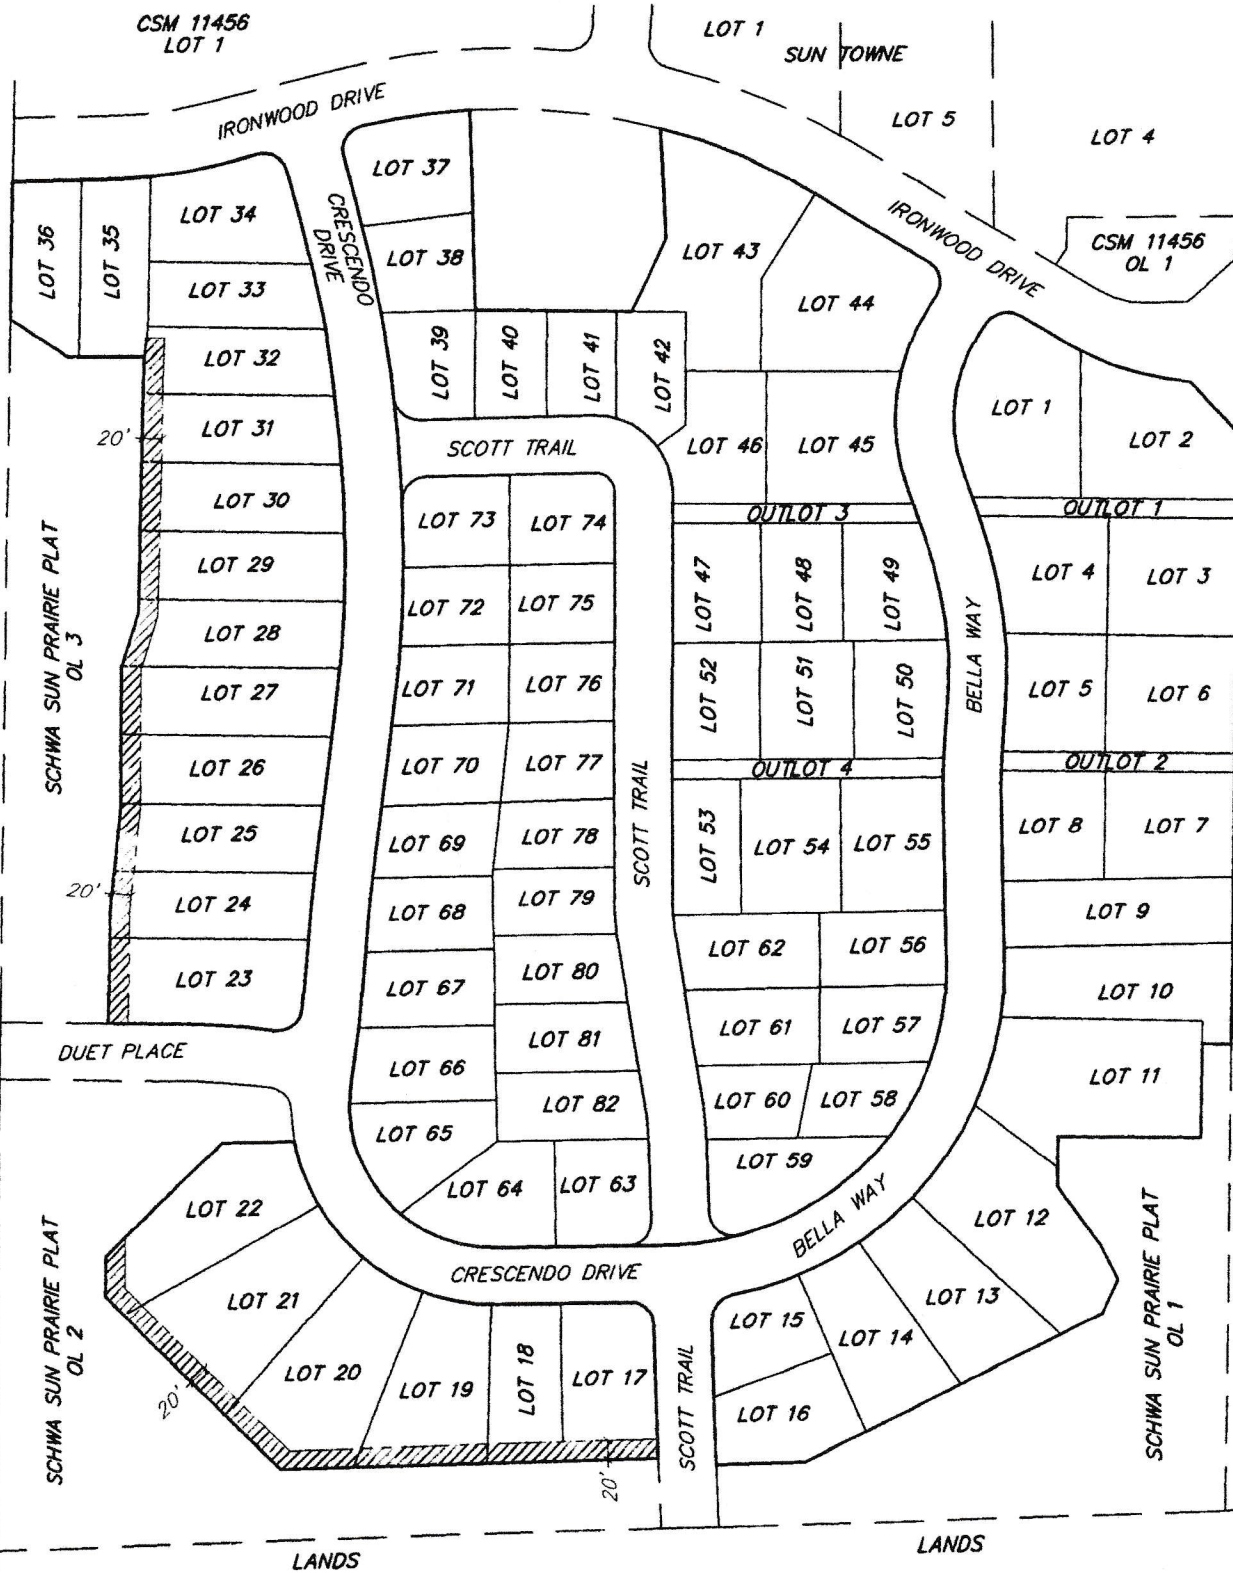 CSM 11456
LOT 1
LOT 1
SUN TOWNE
LOT 5
LOT 4
IRONWOOD DRIVE
IRONWOOD DRIVE
CSM 11456
OL 1
LOT 36
LOT 35
LOT 34
LOT 33
LOT 32
LOT 31
LOT 30
LOT 29
LOT 28
LOT 27
LOT 26
LOT 25
LOT 24
LOT 23
20'
20'
SCHWA SUN PRAIRIE PLAT
OL 3
CRESCENDO
DRIVE
LOT 37
LOT 38
LOT 39
LOT 40
LOT 41
LOT 42
LOT 43
LOT 44
LOT 46
LOT 45
SCOTT TRAIL
OUTLOT 3
LOT 1
LOT 2
OUTLOT 1
LOT 73
LOT 74
LOT 72
LOT 75
LOT 71
LOT 76
LOT 70
LOT 77
LOT 69
LOT 78
LOT 68
LOT 79
LOT 67
LOT 80
LOT 66
LOT 81
LOT 65
LOT 82
LOT 64
LOT 63
SCOTT TRAIL
LOT 47
LOT 48
LOT 49
LOT 52
LOT 51
LOT 50
OUTLOT 4
LOT 53
LOT 54
LOT 55
LOT 62
LOT 56
LOT 61
LOT 57
LOT 60
LOT 58
LOT 59
BELLA WAY
LOT 4
LOT 3
LOT 5
LOT 6
OUTLOT 2
LOT 8
LOT 7
LOT 9
LOT 10
LOT 11
LOT 12
LOT 13
LOT 14
LOT 15
LOT 16
BELLA WAY
DUET PLACE
CRESCENDO DRIVE
LOT 22
LOT 21
LOT 20
LOT 19
LOT 18
LOT 17
20'
20'
SCOTT TRAIL
SCHWA SUN PRAIRIE PLAT
OL 2
SCHWA SUN PRAIRIE PLAT
OL 1
LANDS
LANDS